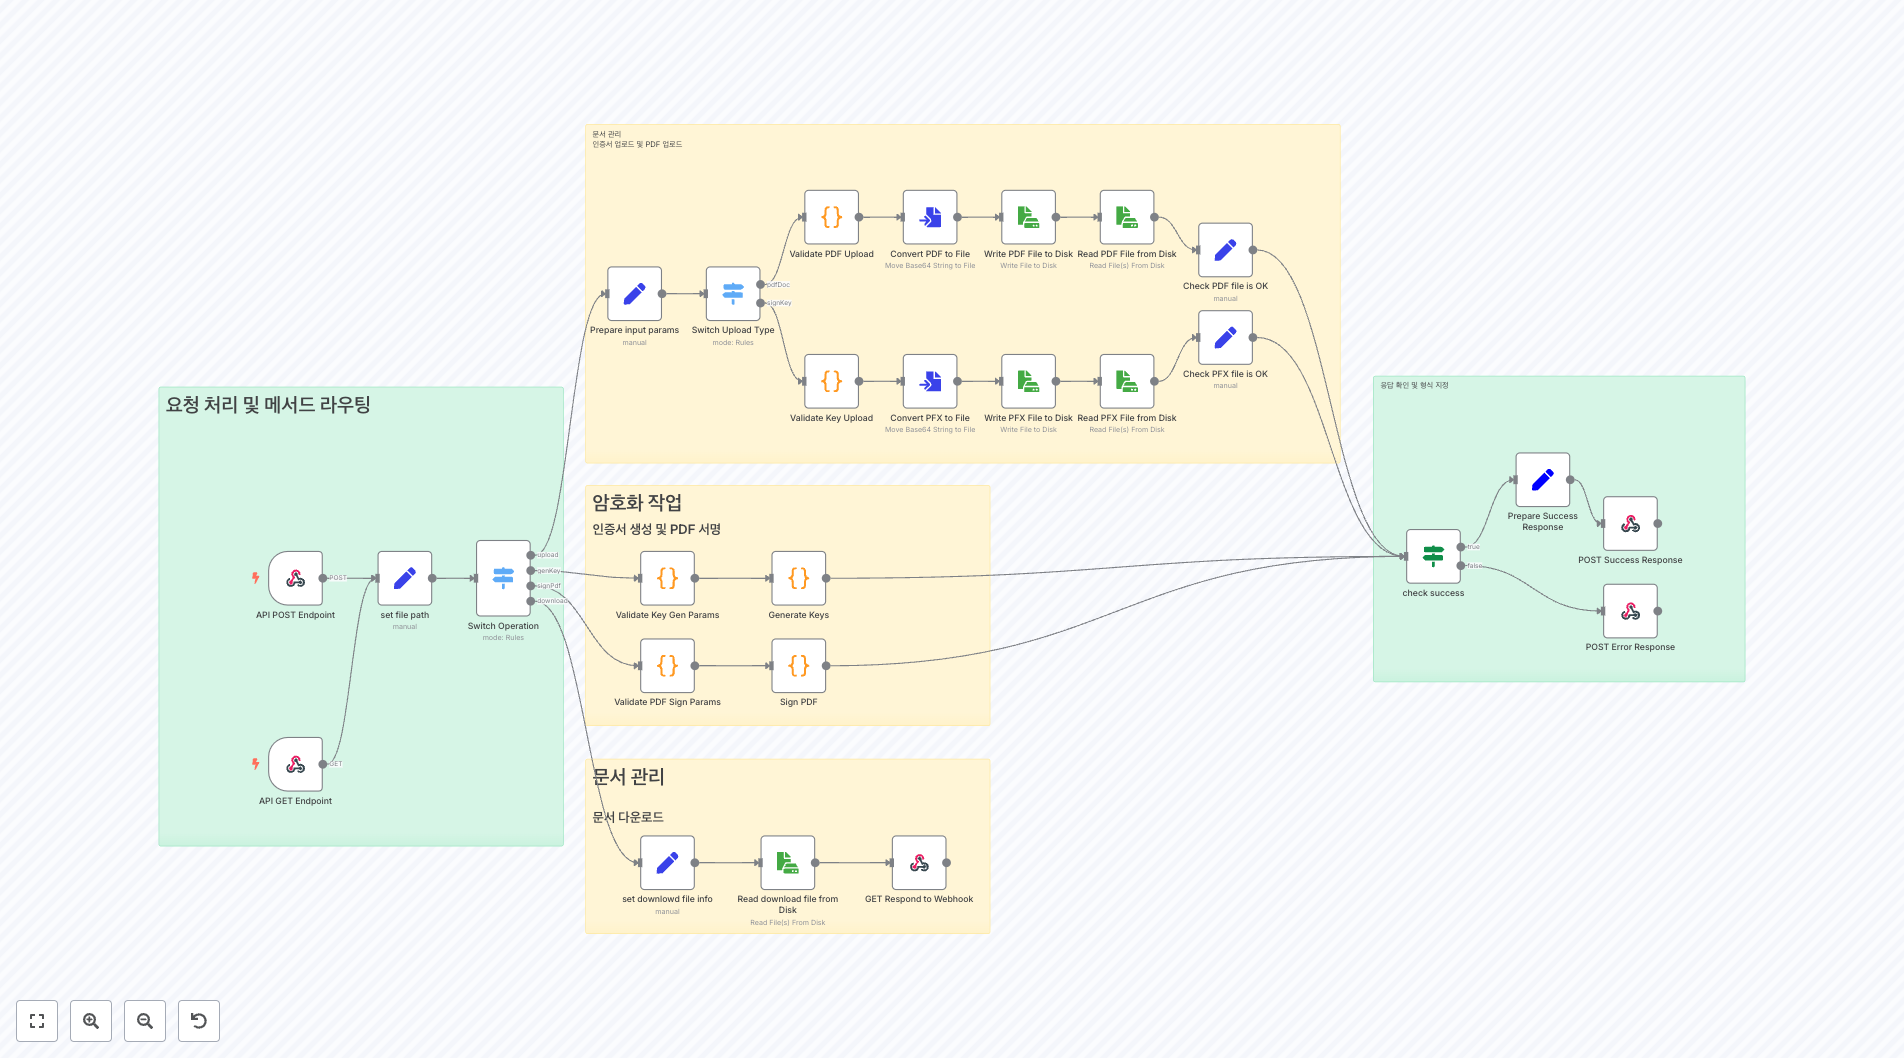 문서 관리
인증서 업로드 및 PDF 업로드
Validate PDF Upload
Convert PDF to File
Move Base64 String to File
Write PDF File to Disk
Write File to Disk
Read PDF File from Disk
Read File(s) From Disk
Check PDF file is OK
manual
Prepare input params
manual
Switch Upload Type
mode: Rules
pdfDoc
signKey
Validate Key Upload
Convert PFX to File
Move Base64 String to File
Write PFX File to Disk
Write File to Disk
Read PFX File from Disk
Read File(s) From Disk
Check PFX file is OK
manual
요청 처리 및 메서드 라우팅
API POST Endpoint
POST
set file path
manual
Switch Operation
mode: Rules
upload
genKey
signPdf
download
API GET Endpoint
GET
암호화 작업
인증서 생성 및 PDF 서명
Validate Key Gen Params
Generate Keys
Validate PDF Sign Params
Sign PDF
문서 관리
문서 다운로드
set downlowd file info
manual
Read download file from
Disk
Read File(s) From Disk
GET Respond to Webhook
응답 확인 및 형식 지정
check success
true
false
Prepare Success
Response
POST Success Response
POST Error Response